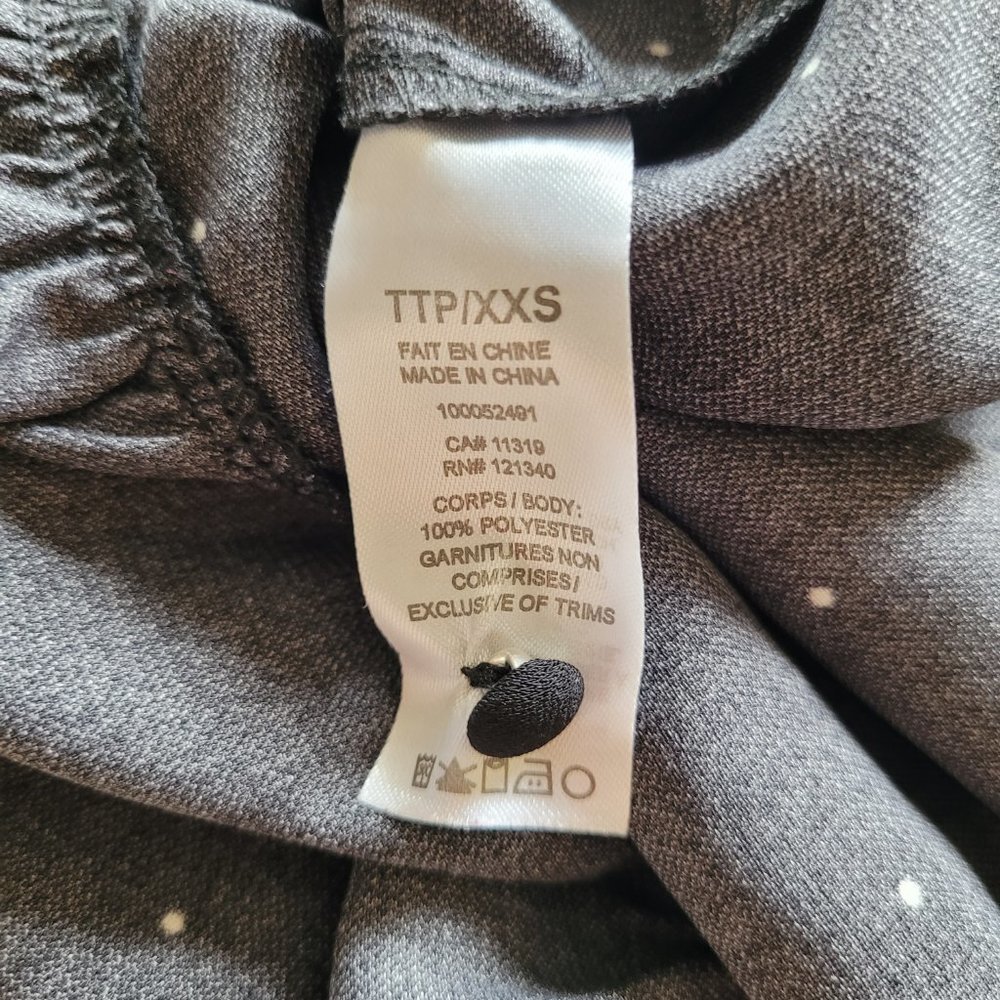 TTP/XXS
FAIT EN CHINE
MADE IN CHINA
100052491
CA# 11319
RN# 121340
CORPS / BODY:
100% POLYESTER
GARNITURES NON
COMPRISES /
EXCLUSIVE OF TRIMS